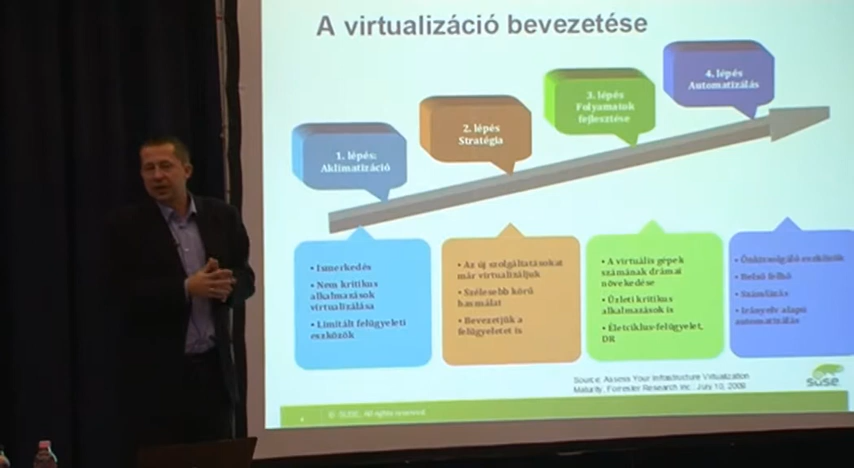 A virtualizáció bevezetése
1. lépés:
Aklimatizáció
2. lépés
Stratégia
3. lépés
Folyamatok
fejlesztése
4. lépés
Automatizálás
• Ismerkedés
• Nem kritikus
alkalmazások
virtualizálása
• Limitált felügyeleti
eszközök
• Az új szolgáltatásokat
már virtualizáljuk
• Szélesebb körű
használat
• Bevezetjük a
felügyeletet is
• A virtuális gépek
számának drámai
növekedése
• Üzleti kritikus
alkalmazások is
• Életciklus-felügyelet,
DR
• Önkiszolgáló eszközök
• Belső felhő
• Számlázás
• Irányelv alapú
automatizálás
Source: Assess Your Infrastructure Virtualization
Maturity, Forrester Research Inc. July 10, 2009
SUSE
© SUSE, All rights reserved.